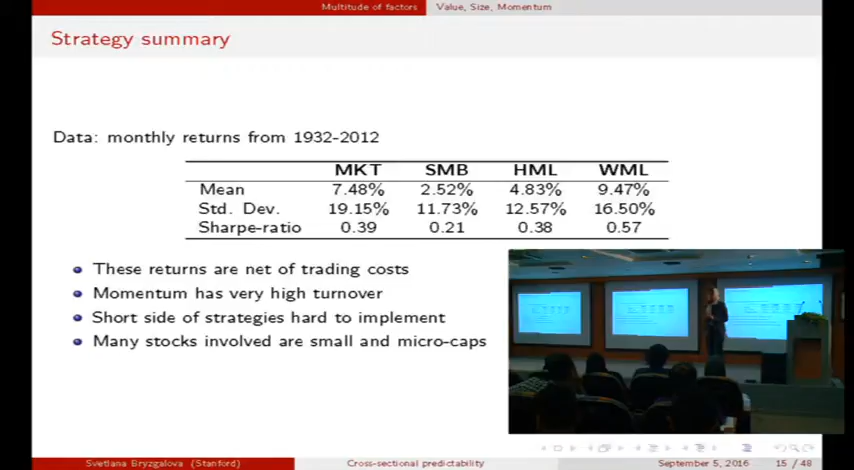 Multitude of factors Value, Size, Momentum
Strategy summary
Data: monthly returns from 1932-2012
MKT SMB HML WML
Mean 7.48% 2.52% 4.83% 9.47%
Std. Dev. 19.15% 11.73% 12.57% 16.50%
Sharpe-ratio 0.39 0.21 0.38 0.57
These returns are net of trading costs
Momentum has very high turnover
Short side of strategies hard to implement
Many stocks involved are small and micro-caps
Svetlana Bryzgalova (Stanford) Cross-sectional predictability September 5, 2016 15 / 48